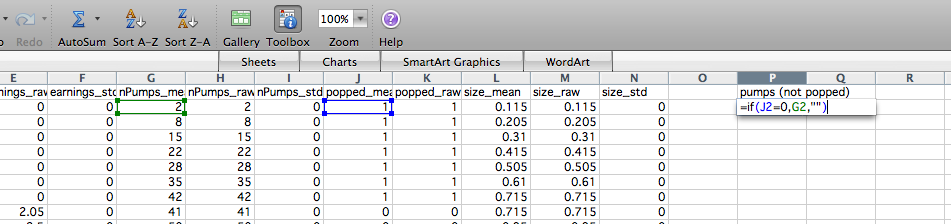 Redo AutoSum Sort A-Z Sort Z-A Gallery Toolbox 100% Zoom Help
Sheets Charts SmartArt Graphics WordArt
E F G H I J K L M N O P Q R
nings_rav earnings_std nPumps_mea nPumps_raw nPumps_std popped_mea popped_raw size_mean size_raw size_std pumps (not popped)
0 0 2 2 0 1 1 0.115 0.115 0 =if(J2=0,G2,"")
0 0 8 8 0 1 1 0.205 0.205 0
0 0 15 15 0 1 1 0.31 0.31 0
0 0 22 22 0 1 1 0.415 0.415 0
0 0 28 28 0 1 1 0.505 0.505 0
0 0 35 35 0 1 1 0.61 0.61 0
0 0 42 42 0 1 1 0.715 0.715 0
2.05 0 41 41 0 0 0 0.715 0.715 0